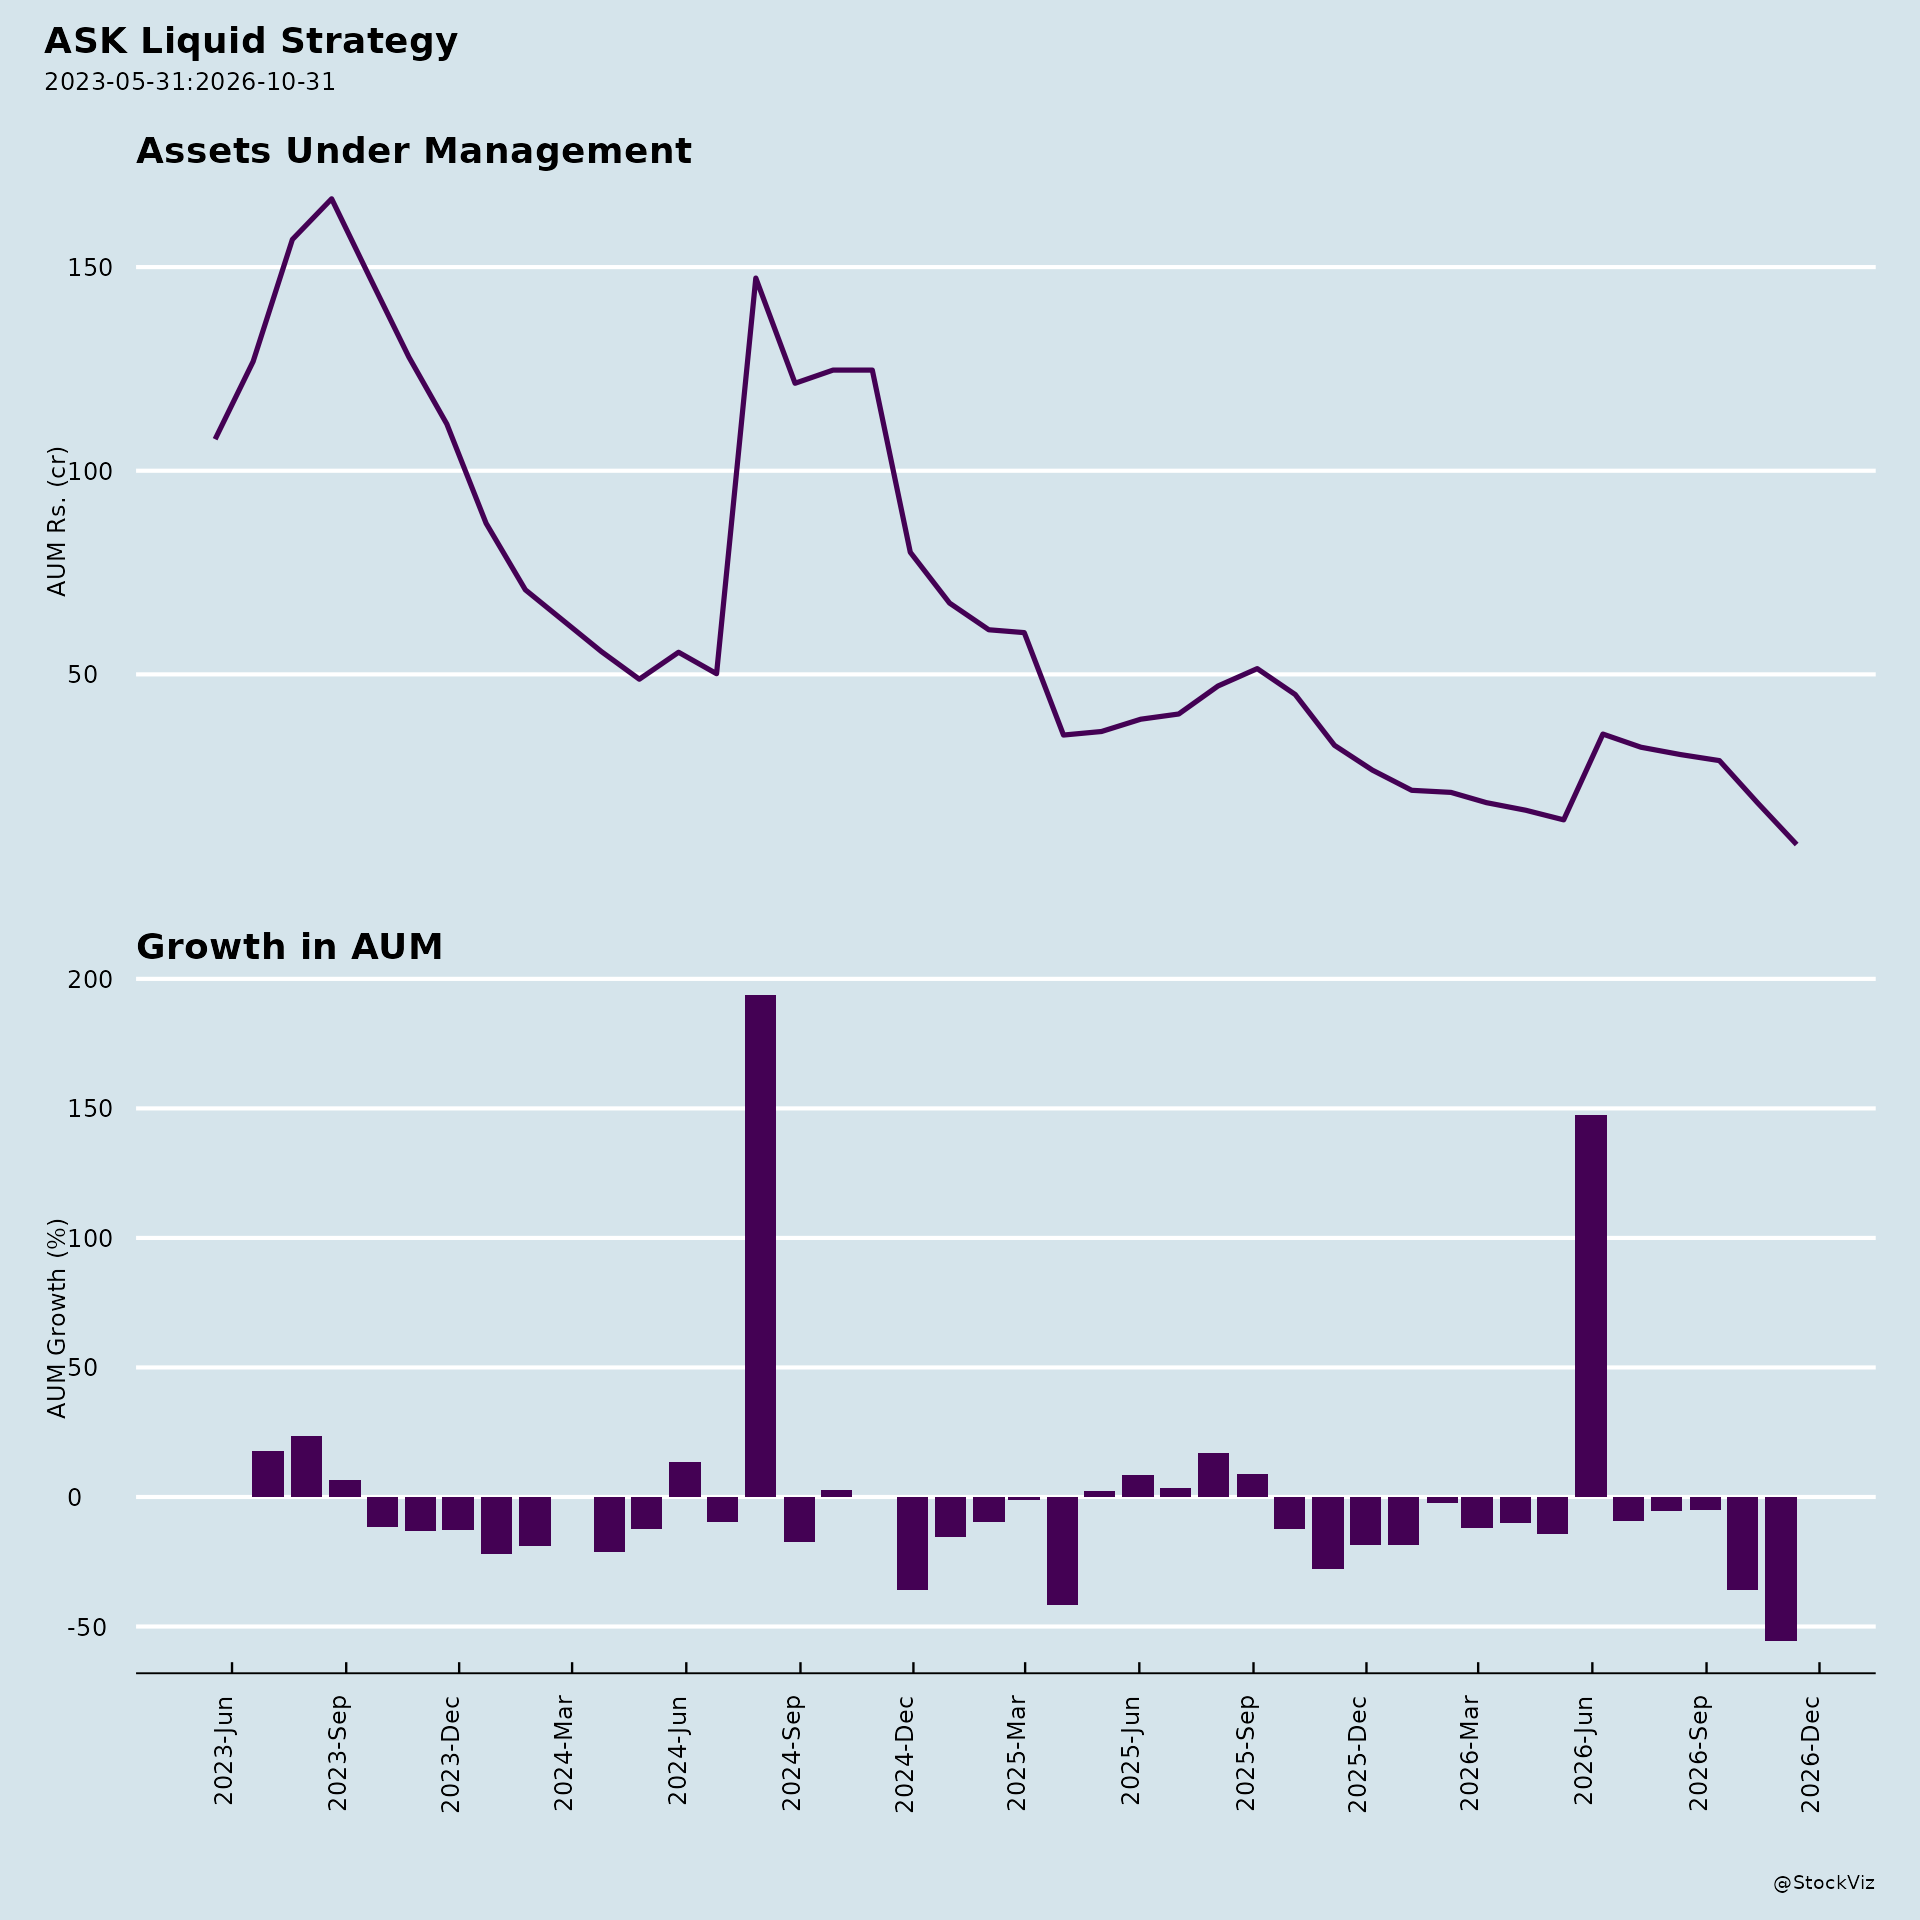 ASK Liquid Strategy
2023-05-31:2026-10-31
Assets Under Management
AUM Rs. (cr)
150
100
50
Growth in AUM
AUM Growth (%)
200
150
100
50
0
-50
2023-Jun
2023-Sep
2023-Dec
2024-Mar
2024-Jun
2024-Sep
2024-Dec
2025-Mar
2025-Jun
2025-Sep
2025-Dec
2026-Mar
2026-Jun
2026-Sep
2026-Dec
@StockViz